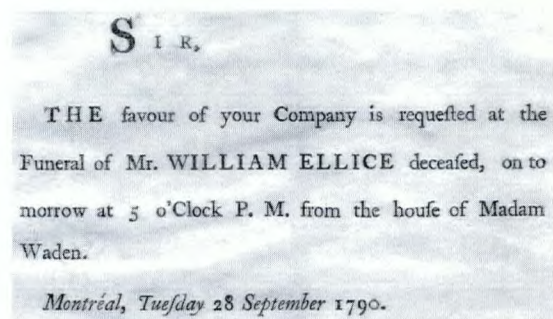 SIR,
THE favour of your Company is requeſted at the
Funeral of Mr. WILLIAM ELLICE deceaſed, on to
morrow at 5 o'Clock P. M. from the houſe of Madam
Waden.
Montréal, Tueſday 28 September 1790.